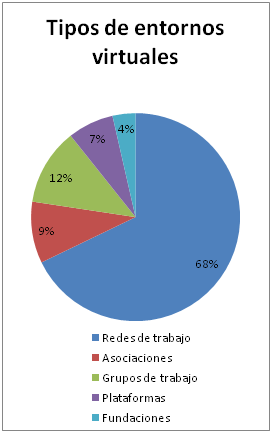 Tipos de entornos
virtuales
4%
7%
12%
9%
68%
Redes de trabajo
Asociaciones
Grupos de trabajo
Plataformas
Fundaciones